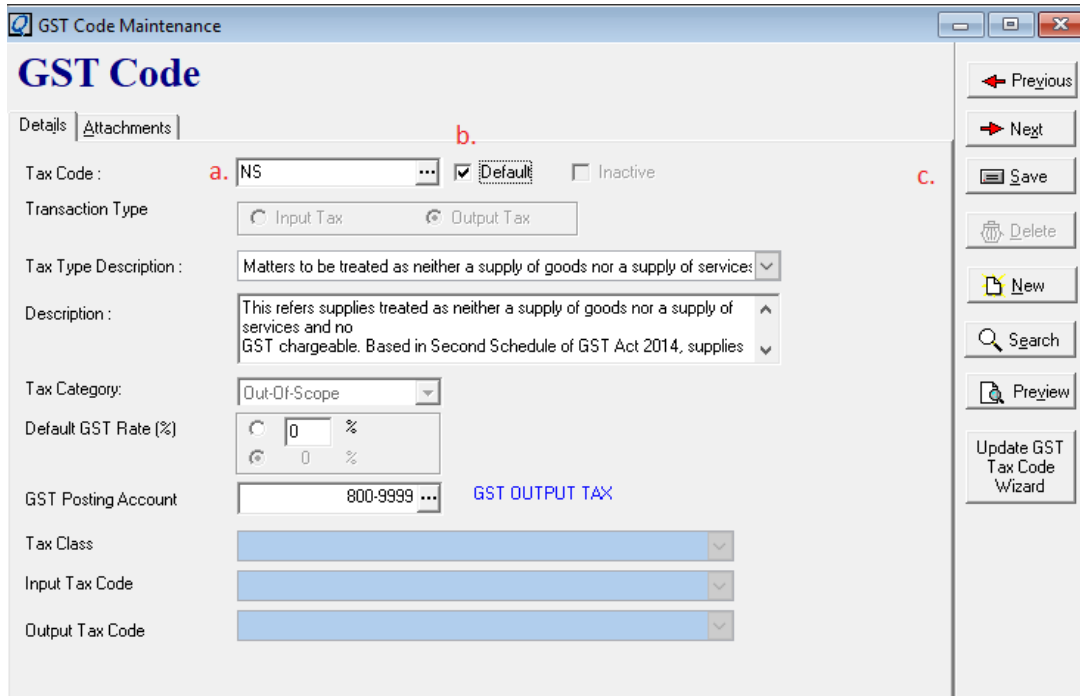 GST Code Maintenance
GST Code
Previous
Details Attachments
b.
Next
Tax Code : a. NS ... Default Inactive
c. Save
Transaction Type Input Tax Output Tax
Delete
Tax Type Description : Matters to be treated as neither a supply of goods nor a supply of services
New
Description : This refers supplies treated as neither a supply of goods nor a supply of
services and no
GST chargeable. Based in Second Schedule of GST Act 2014, supplies
Search
Tax Category: Out-Of-Scope
Preview
Default GST Rate (%) 0 %
0 %
Update GST
Tax Code
Wizard
GST Posting Account 800-9999 ... GST OUTPUT TAX
Tax Class
Input Tax Code
Output Tax Code